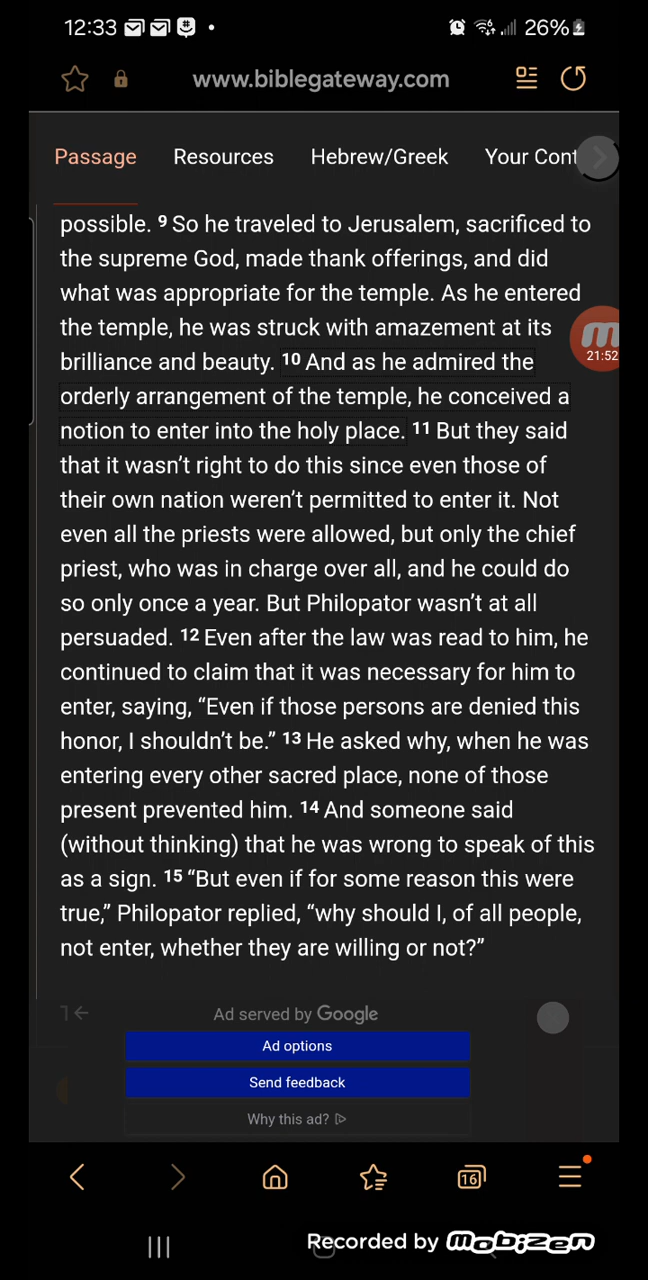 12:33 26%
www.biblegateway.com
Passage Resources Hebrew/Greek Your Cont
possible. 9 So he traveled to Jerusalem, sacrificed to
the supreme God, made thank offerings, and did
what was appropriate for the temple. As he entered
the temple, he was struck with amazement at its
brilliance and beauty. 10 And as he admired the
orderly arrangement of the temple, he conceived a
notion to enter into the holy place. 11 But they said
that it wasn’t right to do this since even those of
their own nation weren’t permitted to enter it. Not
even all the priests were allowed, but only the chief
priest, who was in charge over all, and he could do
so only once a year. But Philopator wasn’t at all
persuaded. 12 Even after the law was read to him, he
continued to claim that it was necessary for him to
enter, saying, “Even if those persons are denied this
honor, I shouldn’t be.” 13 He asked why, when he was
entering every other sacred place, none of those
present prevented him. 14 And someone said
(without thinking) that he was wrong to speak of this
as a sign. 15 “But even if for some reason this were
true,” Philopator replied, “why should I, of all people,
not enter, whether they are willing or not?”
m
21:52
Ad served by Google
Ad options
Send feedback
Why this ad?
16
Recorded by mobizen